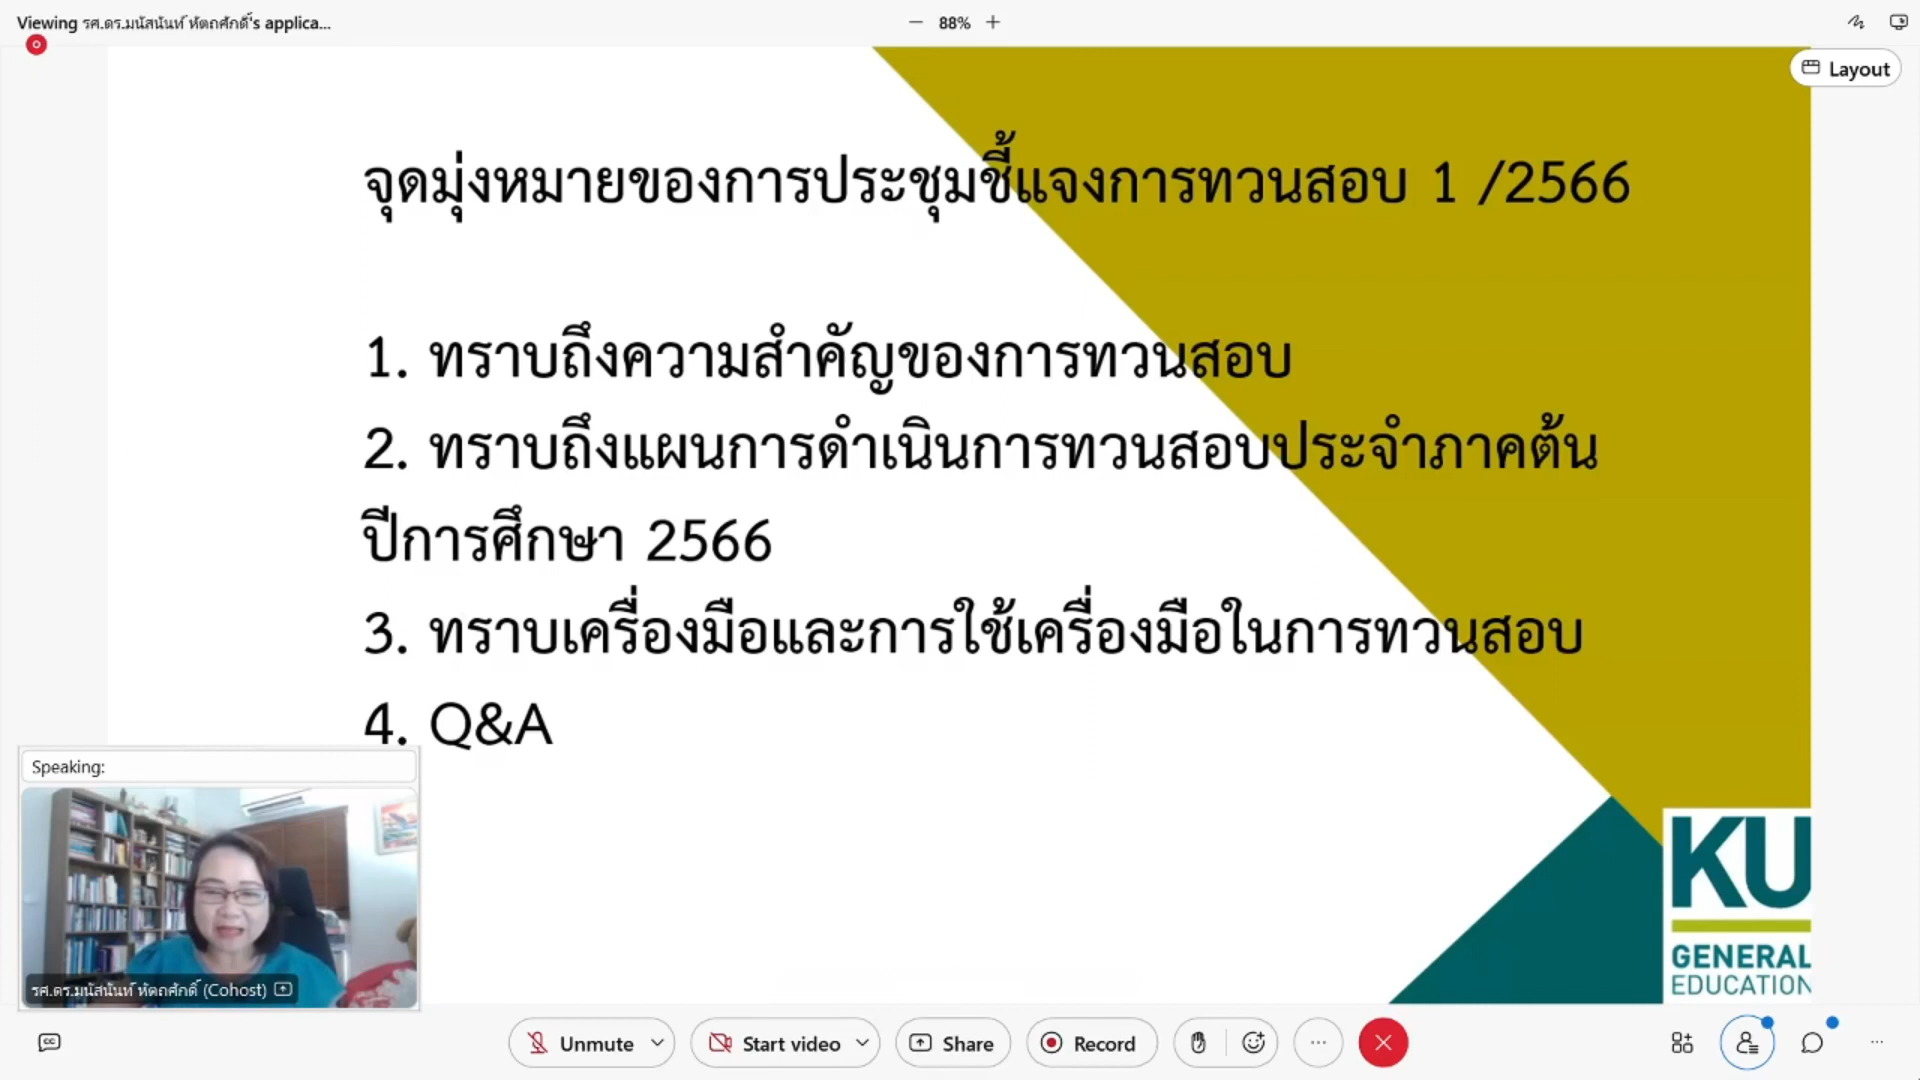 Viewing รศ.ดร.มนัสนันท์ หัตถศักดิ์'s applica...
88%
Layout
จุดมุ่งหมายของการประชุมชี้แจงการทวนสอบ 1 /2566
1. ทราบถึงความสำคัญของการทวนสอบ
2. ทราบถึงแผนการดำเนินการทวนสอบประจำภาคต้น
ปีการศึกษา 2566
3. ทราบเครื่องมือและการใช้เครื่องมือในการทวนสอบ
4. Q&A
Speaking:
รศ.ดร.มนัสนันท์ หัตถศักดิ์ (Cohost)
KU
GENERAL
EDUCATION
CC
Unmute
Start video
Share
Record